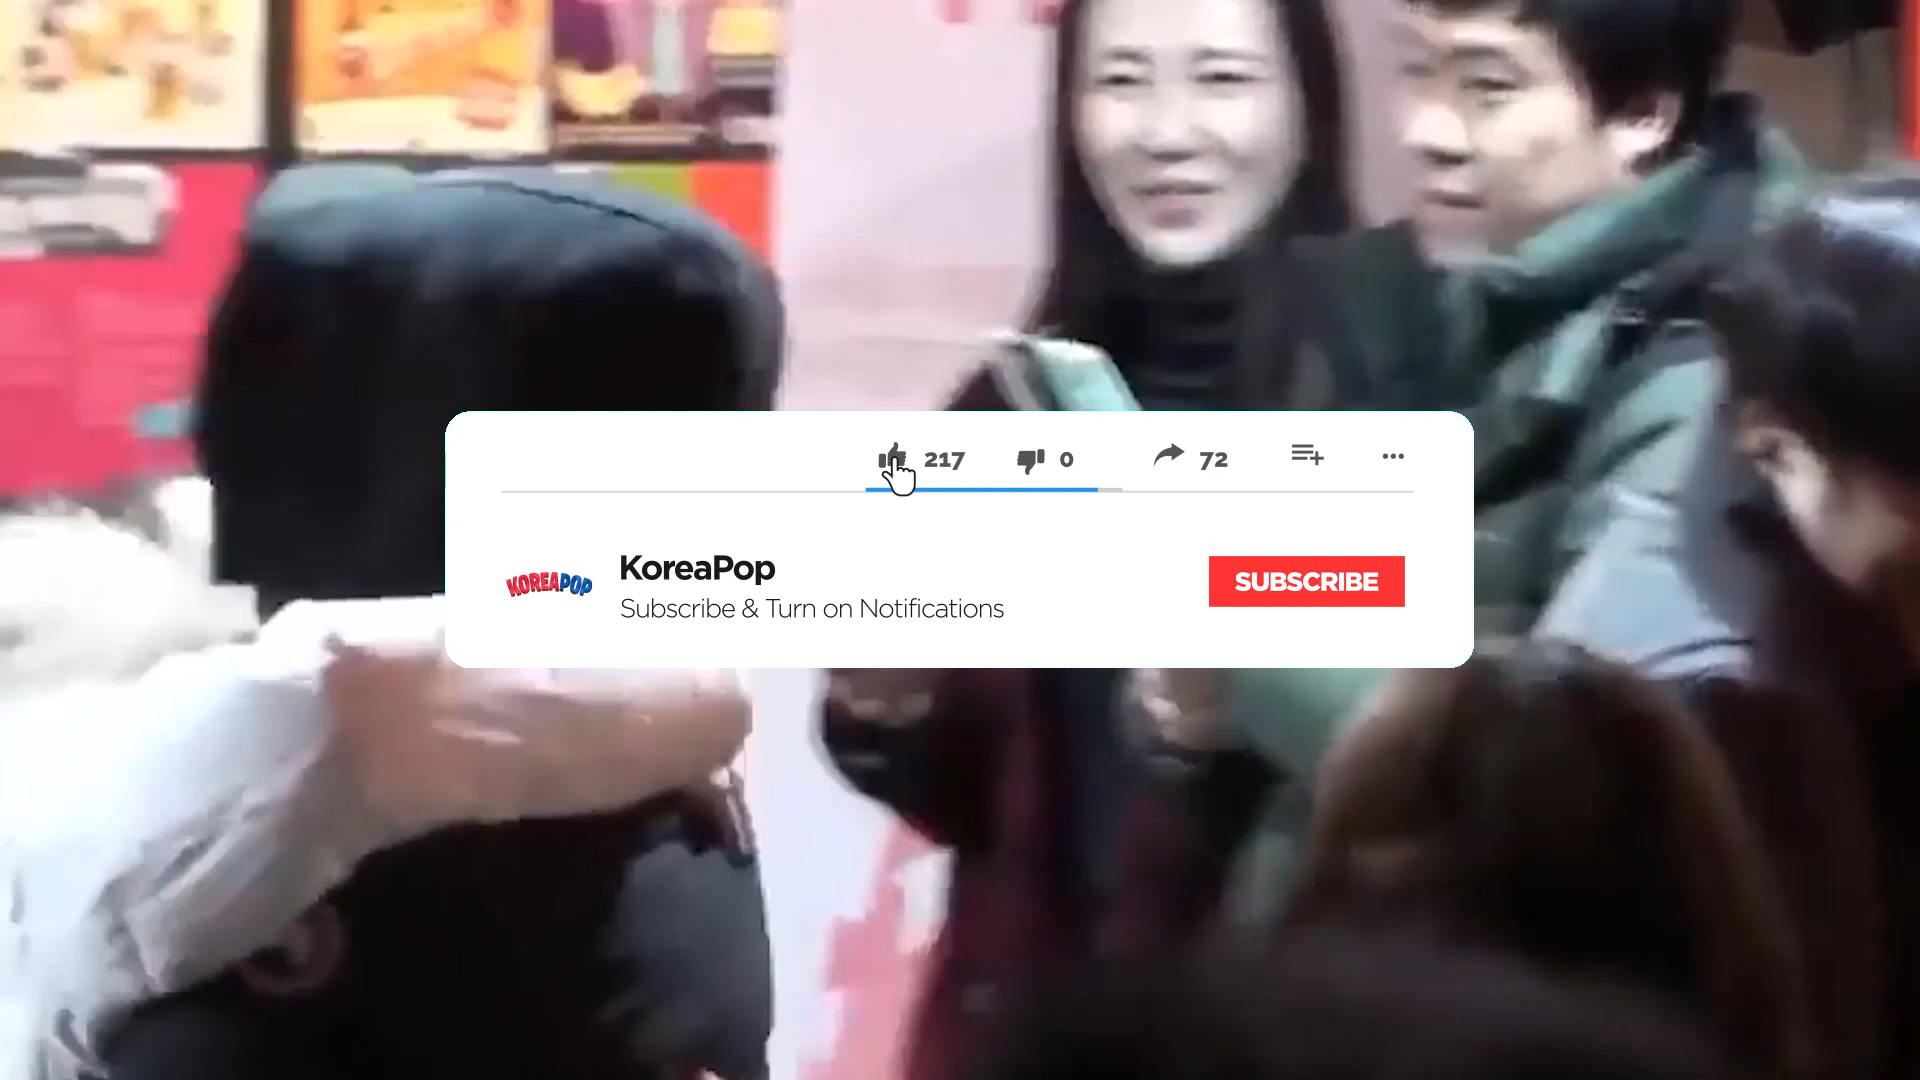 217 0 72
KOREAPOP
KoreaPop
Subscribe & Turn on Notifications
SUBSCRIBE